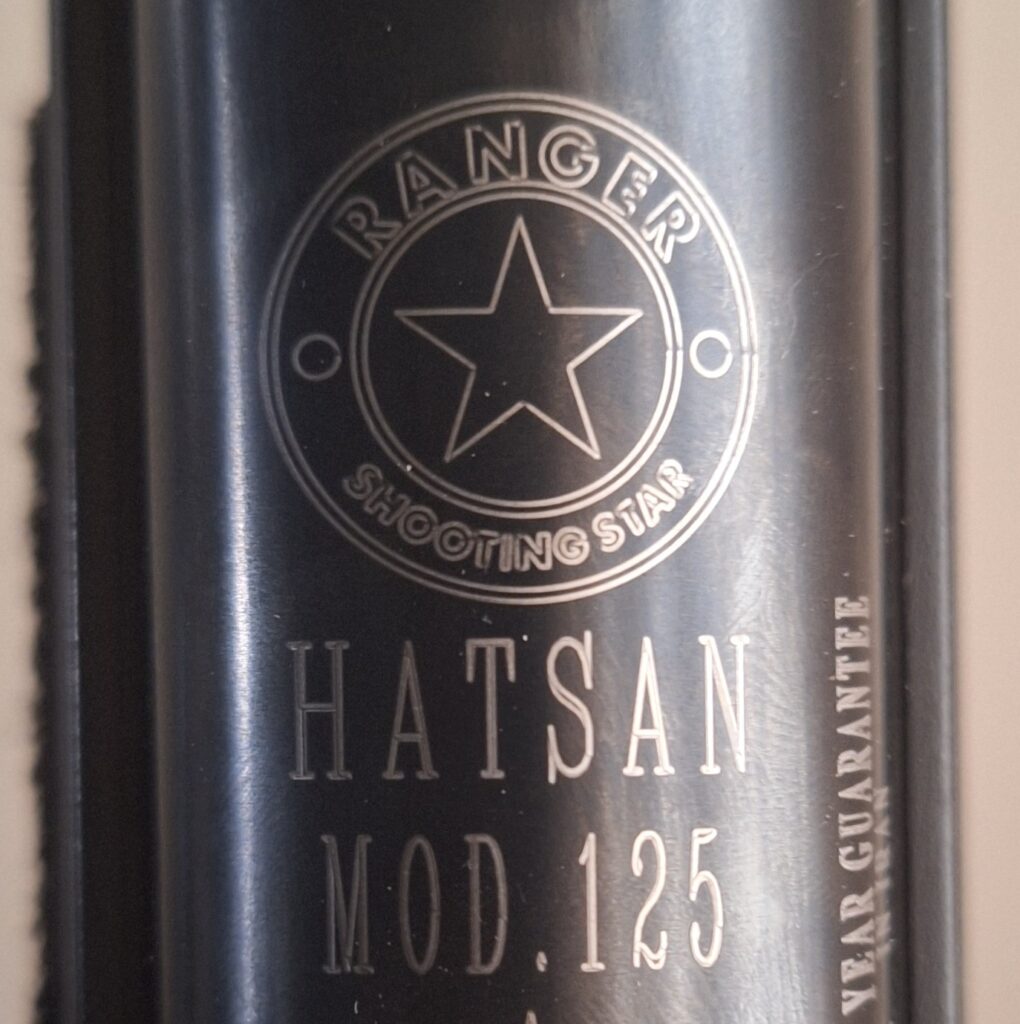 RANGER
SHOOTING STAR
HATSAN
MOD.125
YEAR GUARANTEE